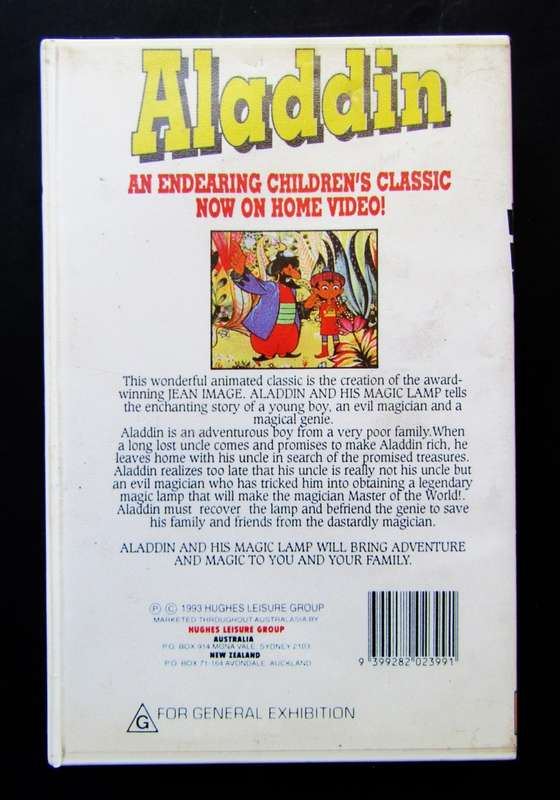 Aladdin
AN ENDEARING CHILDREN'S CLASSIC
NOW ON HOME VIDEO!
This wonderful animated classic is the creation of the award-
winning JEAN IMAGE. ALADDIN AND HIS MAGIC LAMP tells
the enchanting story of a young boy, an evil magician and a
magical genie.
Aladdin is an adventurous boy from a very poor family.When
a long lost uncle comes and promises to make Aladdin rich, he
leaves home with his uncle in search of the promised treasures.
Aladdin realizes too late that his uncle is really not his uncle but
an evil magician who has tricked him into obtaining a legendary
magic lamp that will make the magician Master of the World!.
Aladdin must recover the lamp and befriend the genie to save
his family and friends from the dastardly magician.
ALADDIN AND HIS MAGIC LAMP WILL BRING ADVENTURE
AND MAGIC TO YOU AND YOUR FAMILY.
Ⓟ © 1993 HUGHES LEISURE GROUP
MARKETED THROUGHOUT AUSTRALASIA BY
HUGHES LEISURE GROUP
AUSTRALIA
P.O. BOX 914 MONA VALE, SYDNEY 2103
NEW ZEALAND
P.O. BOX 71-164 AVONDALE, AUCKLAND
9 399282 023991
G FOR GENERAL EXHIBITION